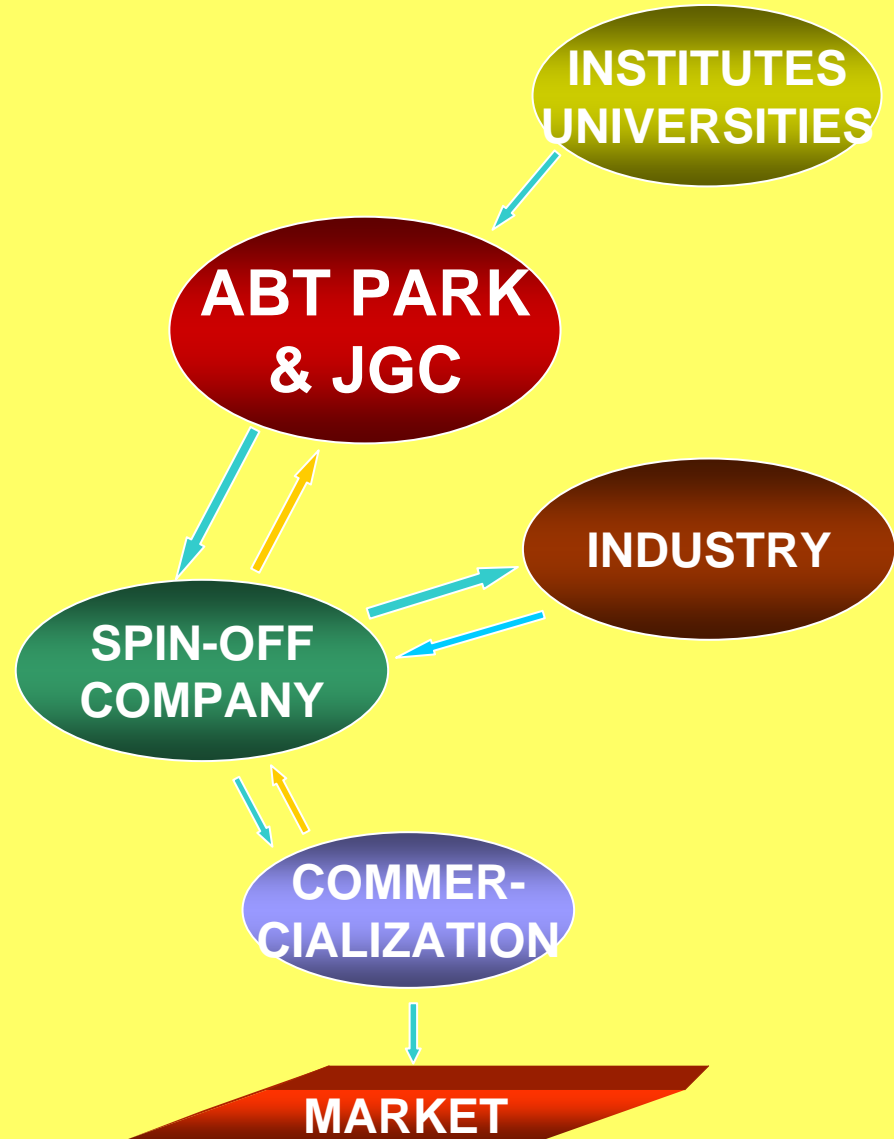 INSTITUTES
UNIVERSITIES
ABT PARK
& JGC
INDUSTRY
SPIN-OFF
COMPANY
COMMER-
CIALIZATION
MARKET